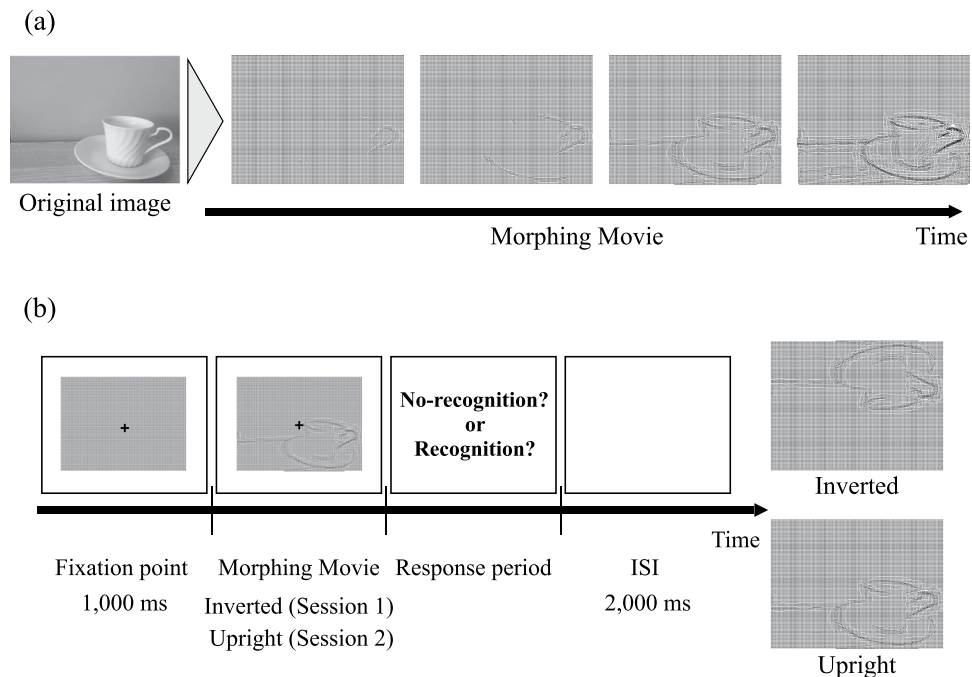 (a)
Original image
Morphing Movie
Time
(b)
No-recognition?
or
Recognition?
Time
Fixation point
1,000 ms
Morphing Movie
Inverted (Session 1)
Upright (Session 2)
Response period
ISI
2,000 ms
Inverted
Upright